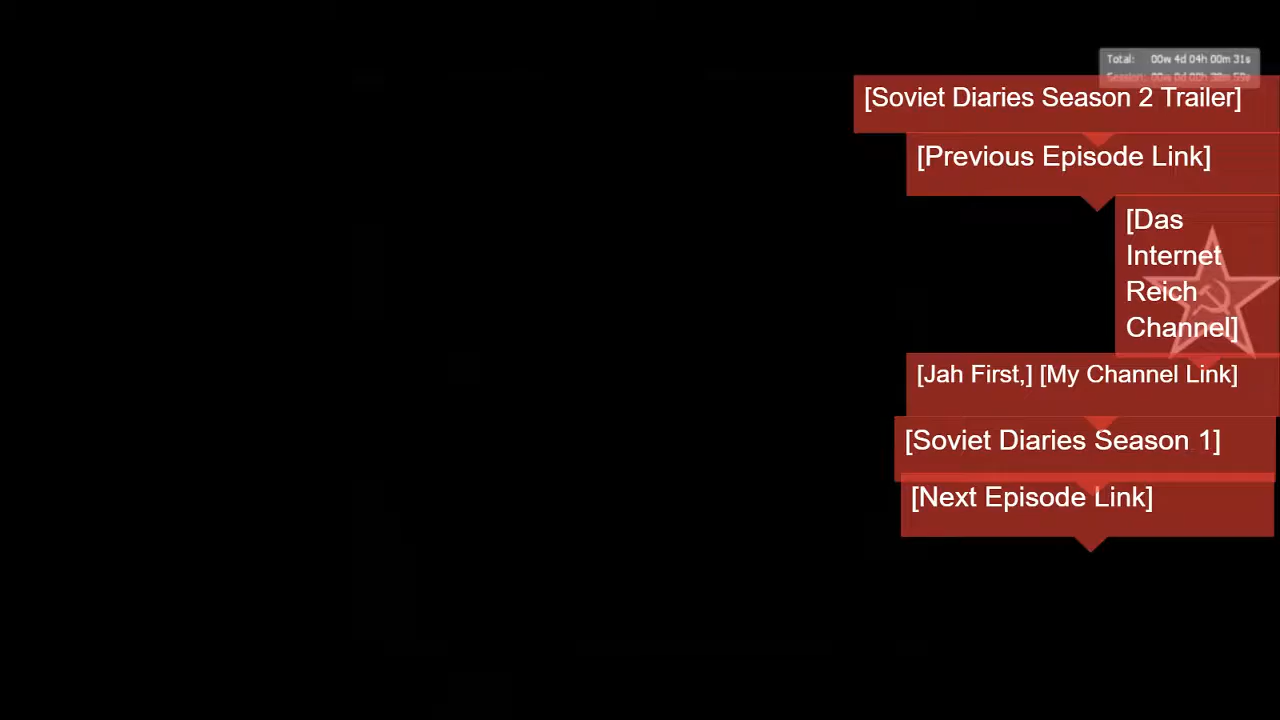 Total: 00w 4d 04h 00m 31s
[Soviet Diaries Season 2 Trailer]
[Previous Episode Link]
[Das
Internet
Reich
Channel]
[Jah First,] [My Channel Link]
[Soviet Diaries Season 1]
[Next Episode Link]